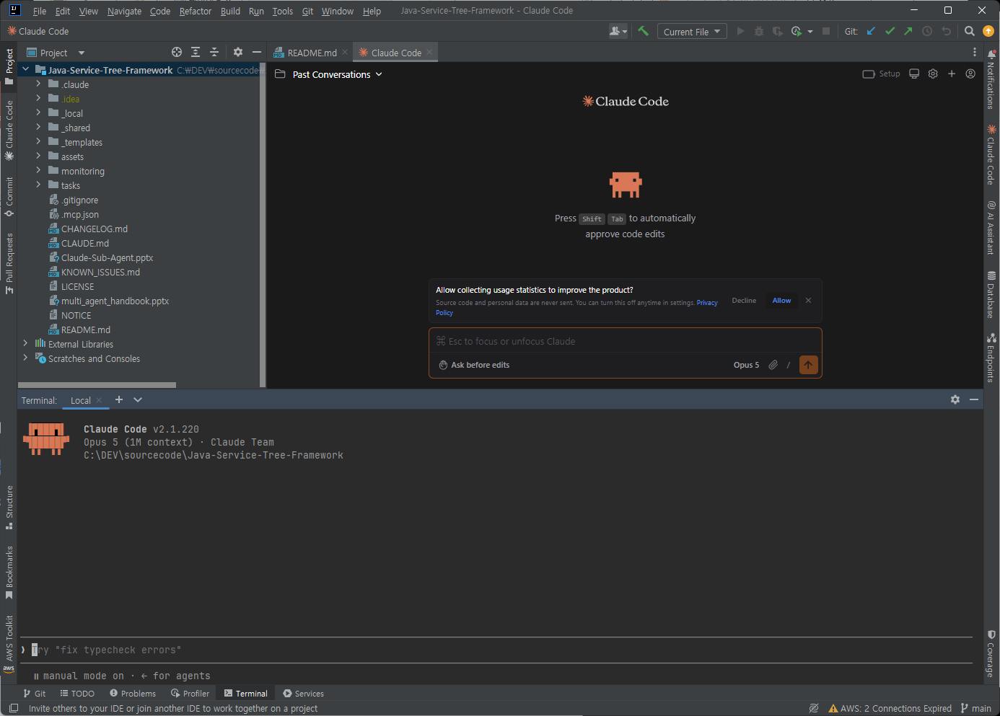 File Edit View Navigate Code Refactor Build Run Tools Git Window Help Java-Service-Tree-Framework - Claude Code
Claude Code
Current File
Git:
Project
README.md
Claude Code
Java-Service-Tree-Framework C:₩DEV₩sourcecode₩
.claude
.idea
_local
_shared
_templates
assets
monitoring
tasks
.gitignore
.mcp.json
CHANGELOG.md
CLAUDE.md
Claude-Sub-Agent.pptx
KNOWN_ISSUES.md
LICENSE
multi_agent_handbook.pptx
NOTICE
README.md
External Libraries
Scratches and Consoles
Past Conversations
Setup
Claude Code
Press Shift Tab to automatically
approve code edits
Allow collecting usage statistics to improve the product?
Source code and personal data are never sent. You can turn this off anytime in settings. Privacy
Policy
Decline
Allow
⌘ Esc to focus or unfocus Claude
Ask before edits
Opus 5
/
Terminal: Local
Claude Code v2.1.220
Opus 5 (1M context) · Claude Team
C:\DEV\sourcecode\Java-Service-Tree-Framework
❯ Try "fix typecheck errors"
⏸ manual mode on · ← for agents
Git TODO Problems Profiler Terminal Services
Invite others to your IDE or join another IDE to work together on a project
AWS: 2 Connections Expired
main
Project
Claude Code
Commit
Pull Requests
Structure
Bookmarks
AWS Toolkit
aws
Notifications
Claude Code
AI Assistant
Database
Endpoints
Coverage